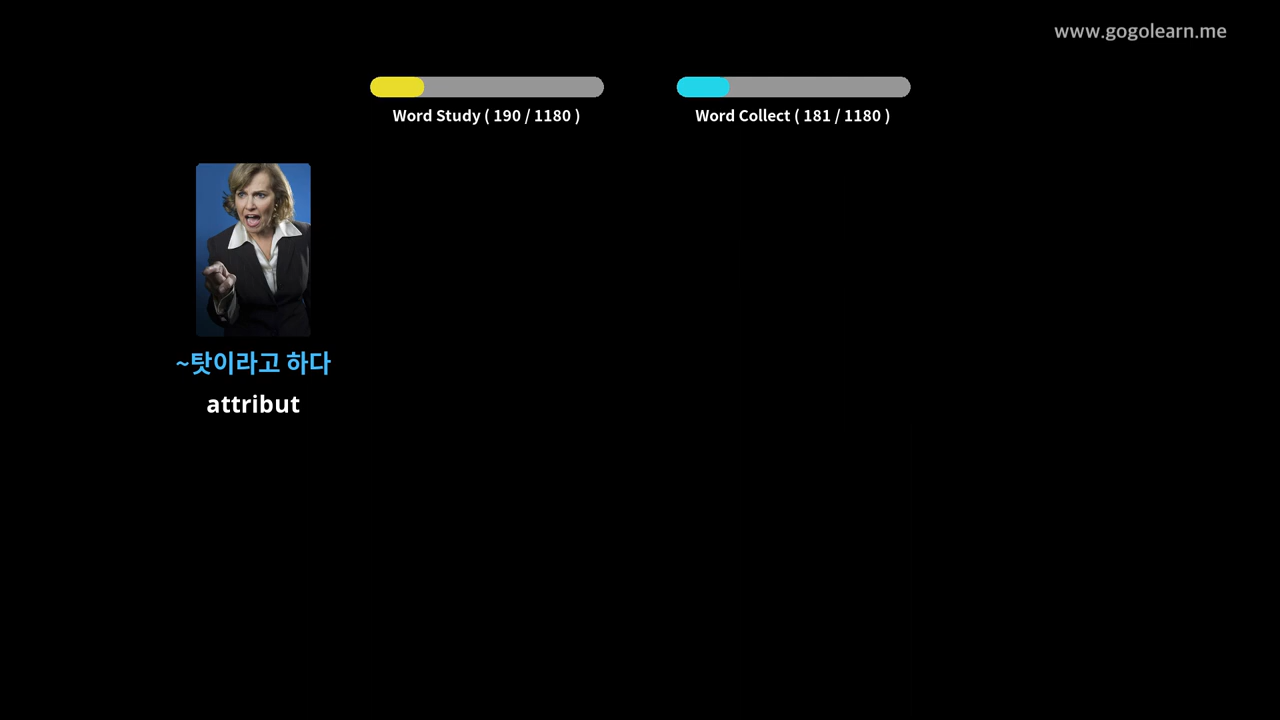 www.gogolearn.me
Word Study ( 190 / 1180 )
Word Collect ( 181 / 1180 )
~탓이라고 하다
attribut